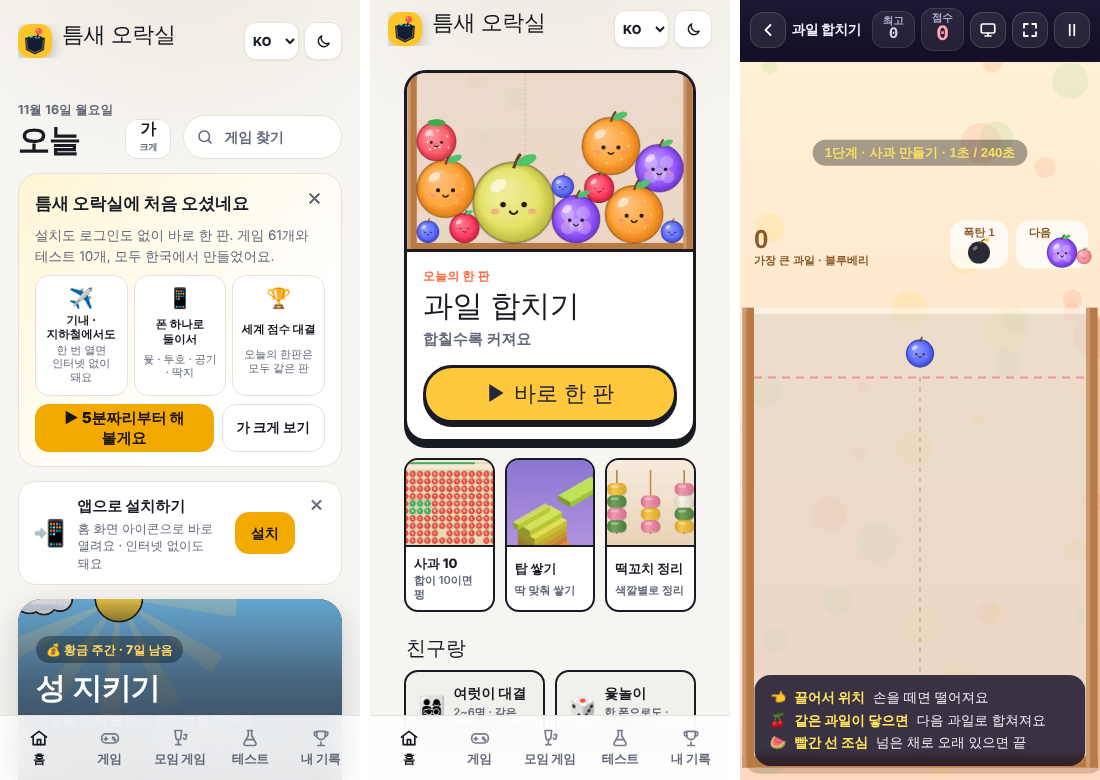 틈새 오락실
KO
11월 16일 월요일
오늘
가
크게
게임 찾기
틈새 오락실에 처음 오셨네요
설치도 로그인도 없이 바로 한 판. 게임 61개와
테스트 10개, 모두 한국에서 만들었어요.
기내 ·
지하철에서도
한 번 열면
인터넷 없이
돼요
폰 하나로
둘이서
윷 · 투호 · 공기
· 딱지
세계 점수 대결
오늘의 한판은
모두 같은 판
▶ 5분짜리부터 해
볼게요
가 크게 보기
앱으로 설치하기
홈 화면 아이콘으로 바로
열려요 · 인터넷 없이도
돼요
설치
황금 주간 · 7일 남음
성 지키기
홈
게임
모임 게임
테스트
내 기록
틈새 오락실
KO
오늘의 한 판
과일 합치기
합칠수록 커져요
▶ 바로 한 판
사과 10
합이 10이면
펑
탑 쌓기
딱 맞춰 쌓기
떡꼬치 정리
색깔별로 정리
친구랑
여럿이 대결
2~6명 · 같은
윷놀이
한 폰으로도 ·
홈
게임
모임 게임
테스트
내 기록
과일 합치기
최고
0
점수
0
1단계 · 사과 만들기 · 1초 / 240초
0
가장 큰 과일 · 블루베리
폭탄 1
다음
끌어서 위치 손을 떼면 떨어져요
같은 과일이 닿으면 다음 과일로 합쳐져요
빨간 선 조심 넘은 채로 오래 있으면 끝